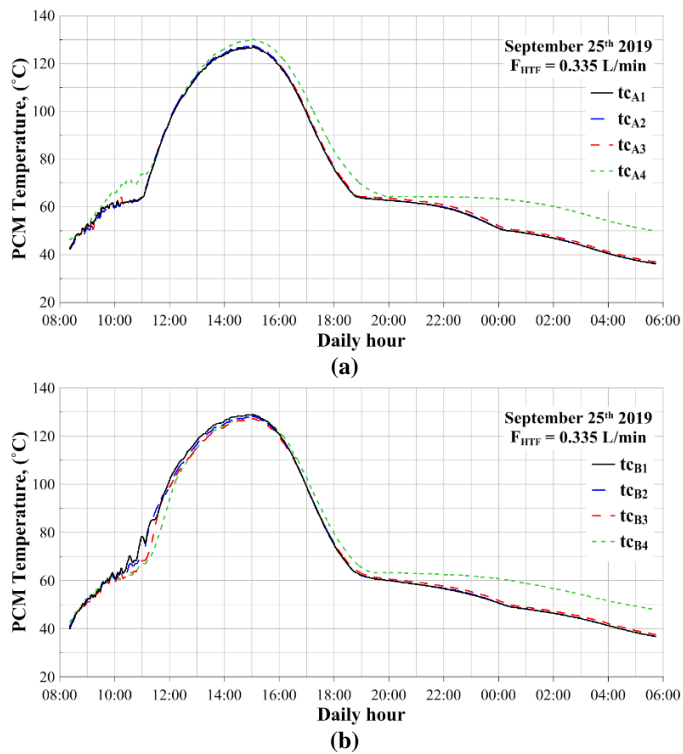 140
120
100
80
60
40
20
PCM Temperature, (˚C)
September 25th 2019
FHTF = 0.335 L/min
tcA1
tcA2
tcA3
tcA4
08:00 10:00 12:00 14:00 16:00 18:00 20:00 22:00 00:00 02:00 04:00 06:00
Daily hour
(a)
140
120
100
80
60
40
20
PCM Temperature, (˚C)
September 25th 2019
FHTF = 0.335 L/min
tcB1
tcB2
tcB3
tcB4
08:00 10:00 12:00 14:00 16:00 18:00 20:00 22:00 00:00 02:00 04:00 06:00
Daily hour
(b)